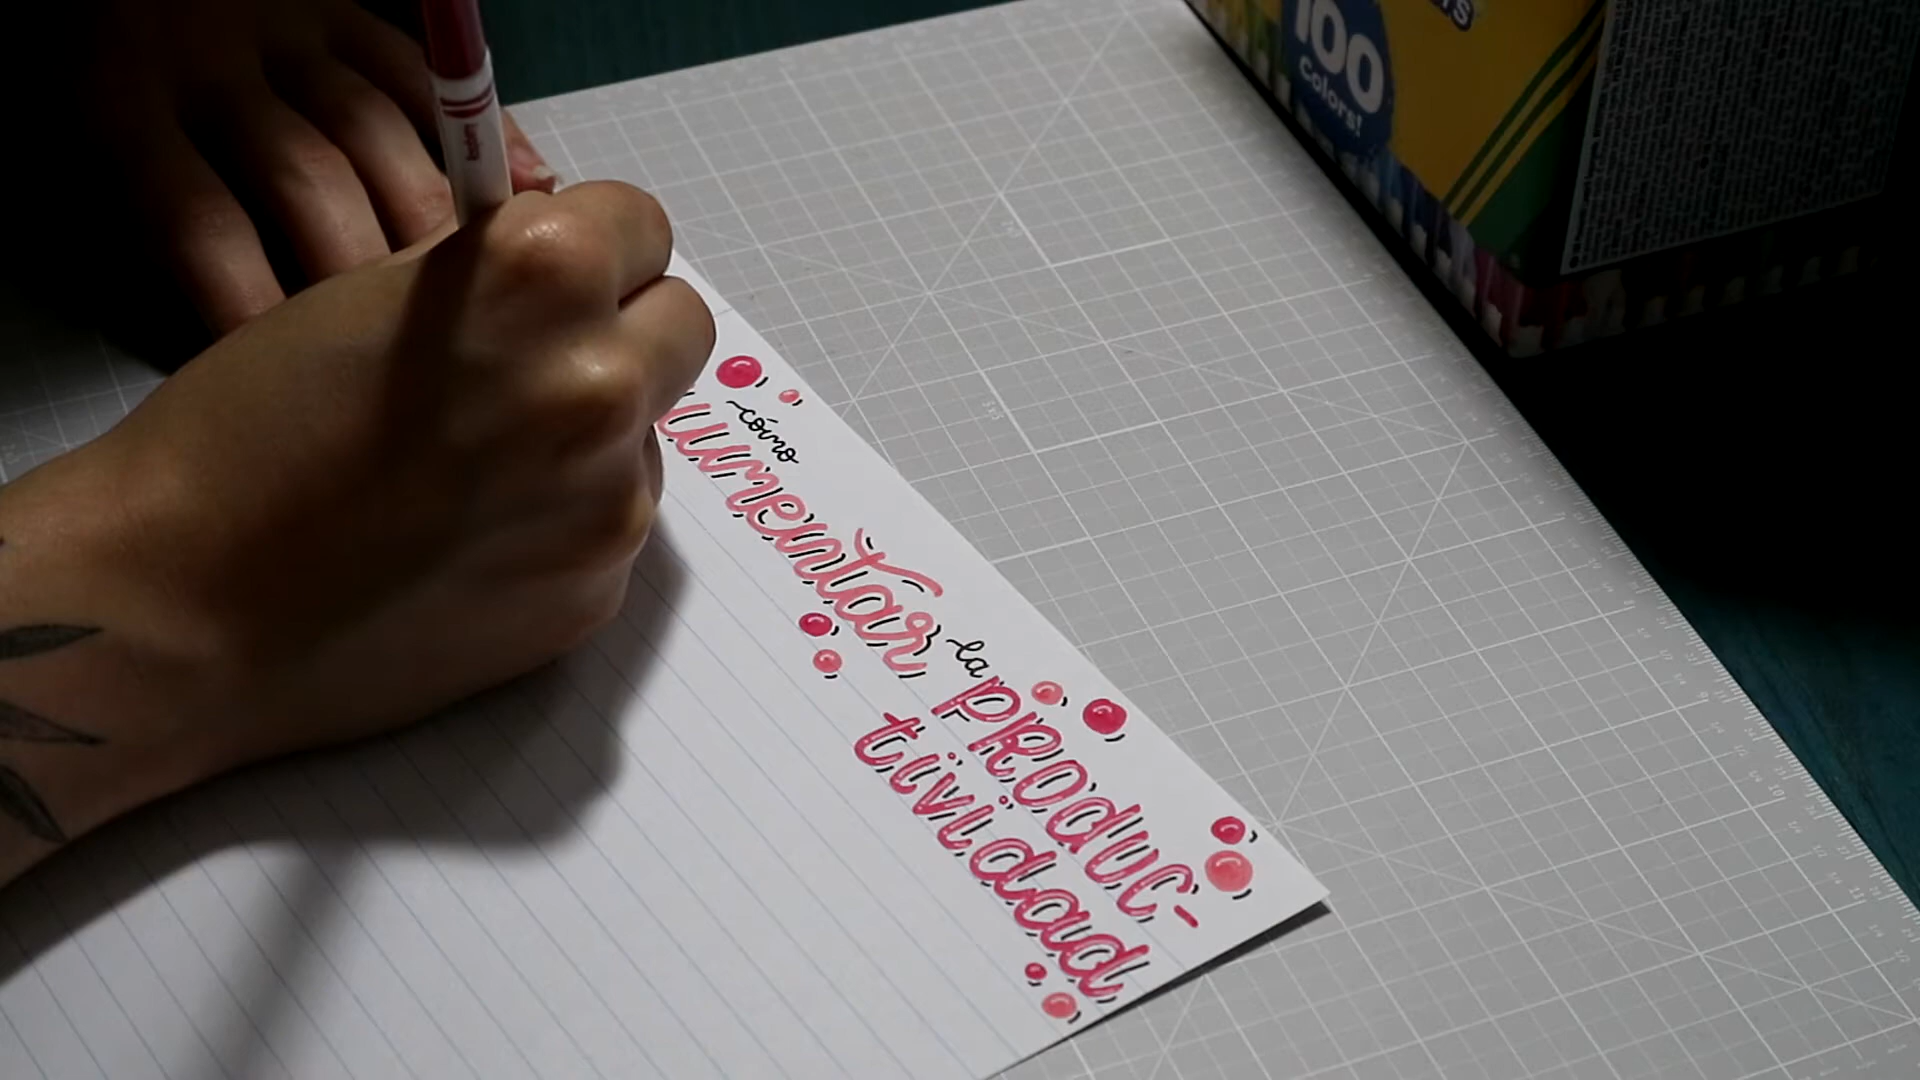 cómo
umentar
la
produc-
tividad
100
Colors!